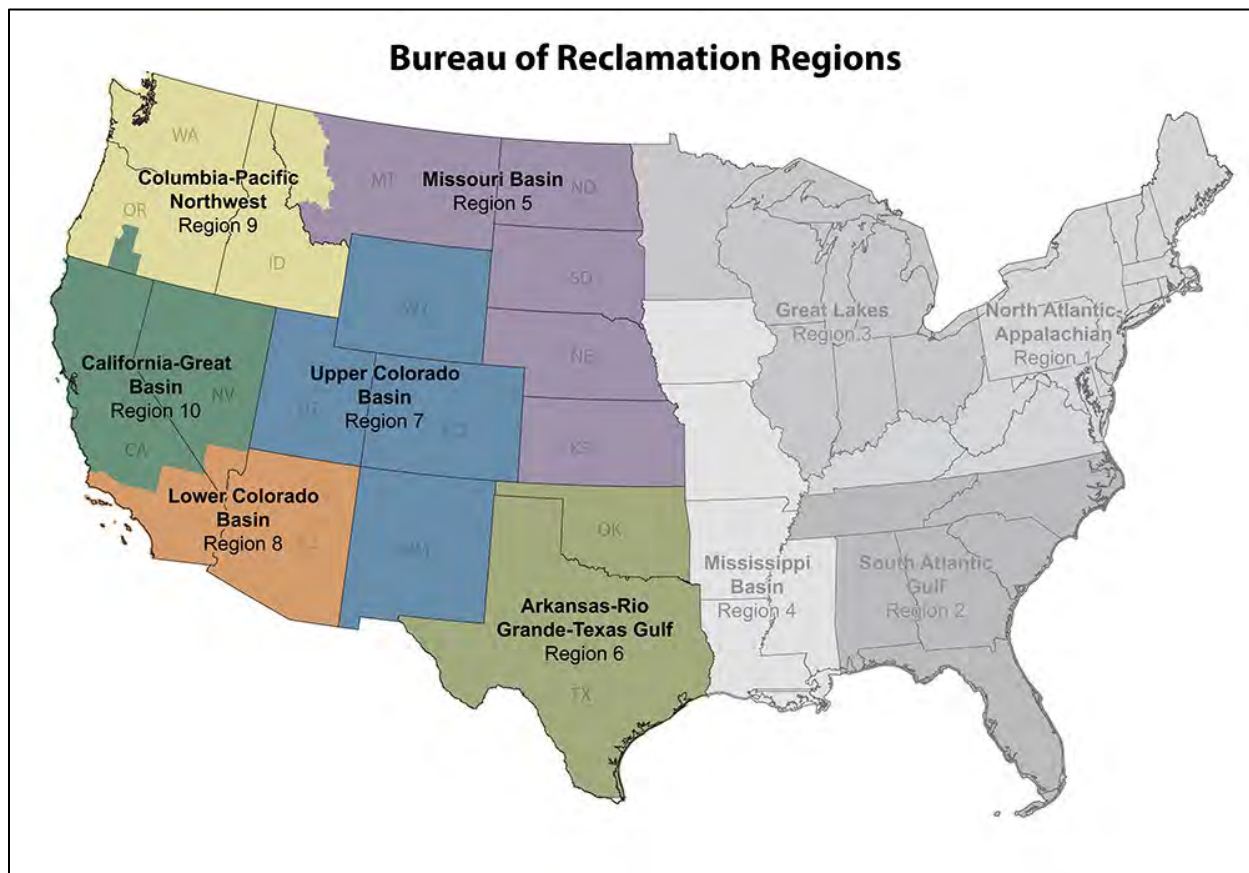 Bureau of Reclamation Regions
WA
Columbia-Pacific
Northwest
Region 9
OR
ID
MT
Missouri Basin
Region 5
ND
SD
NE
KS
WY
Upper Colorado
Basin
Region 7
UT
CO
NM
California-Great
Basin
Region 10
NV
CA
Lower Colorado
Basin
Region 8
AZ
OK
Arkansas-Rio
Grande-Texas Gulf
Region 6
TX
Great Lakes
Region 3
North Atlantic-
Appalachian
Region 1
Mississippi
Basin
Region 4
South Atlantic
Gulf
Region 2